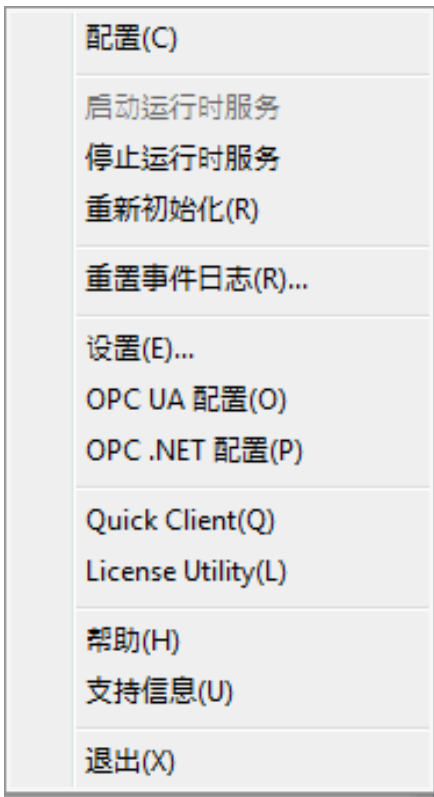 配置(C)
启动运行时服务
停止运行时服务
重新初始化(R)
重置事件日志(R)...
设置(E)...
OPC UA 配置(O)
OPC .NET 配置(P)
Quick Client(Q)
License Utility(L)
帮助(H)
支持信息(U)
退出(X)